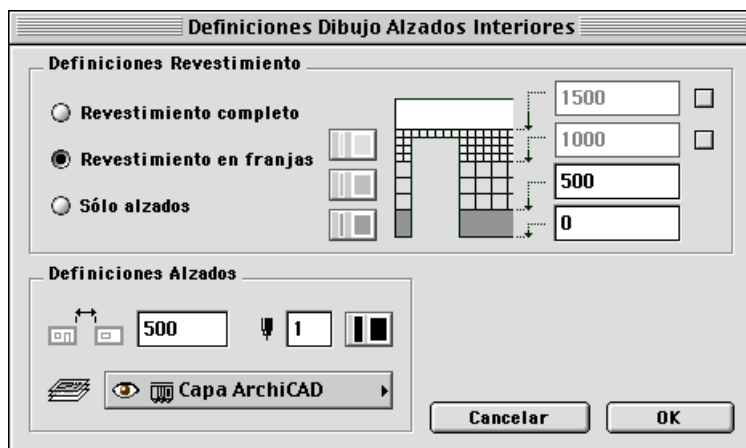 Definiciones Dibujo Alzados Interiores
Definiciones Revestimiento
Revestimiento completo
Revestimiento en franjas
Sólo alzados
1500
1000
500
0
Definiciones Alzados
500
1
Capa ArchiCAD
Cancelar
OK